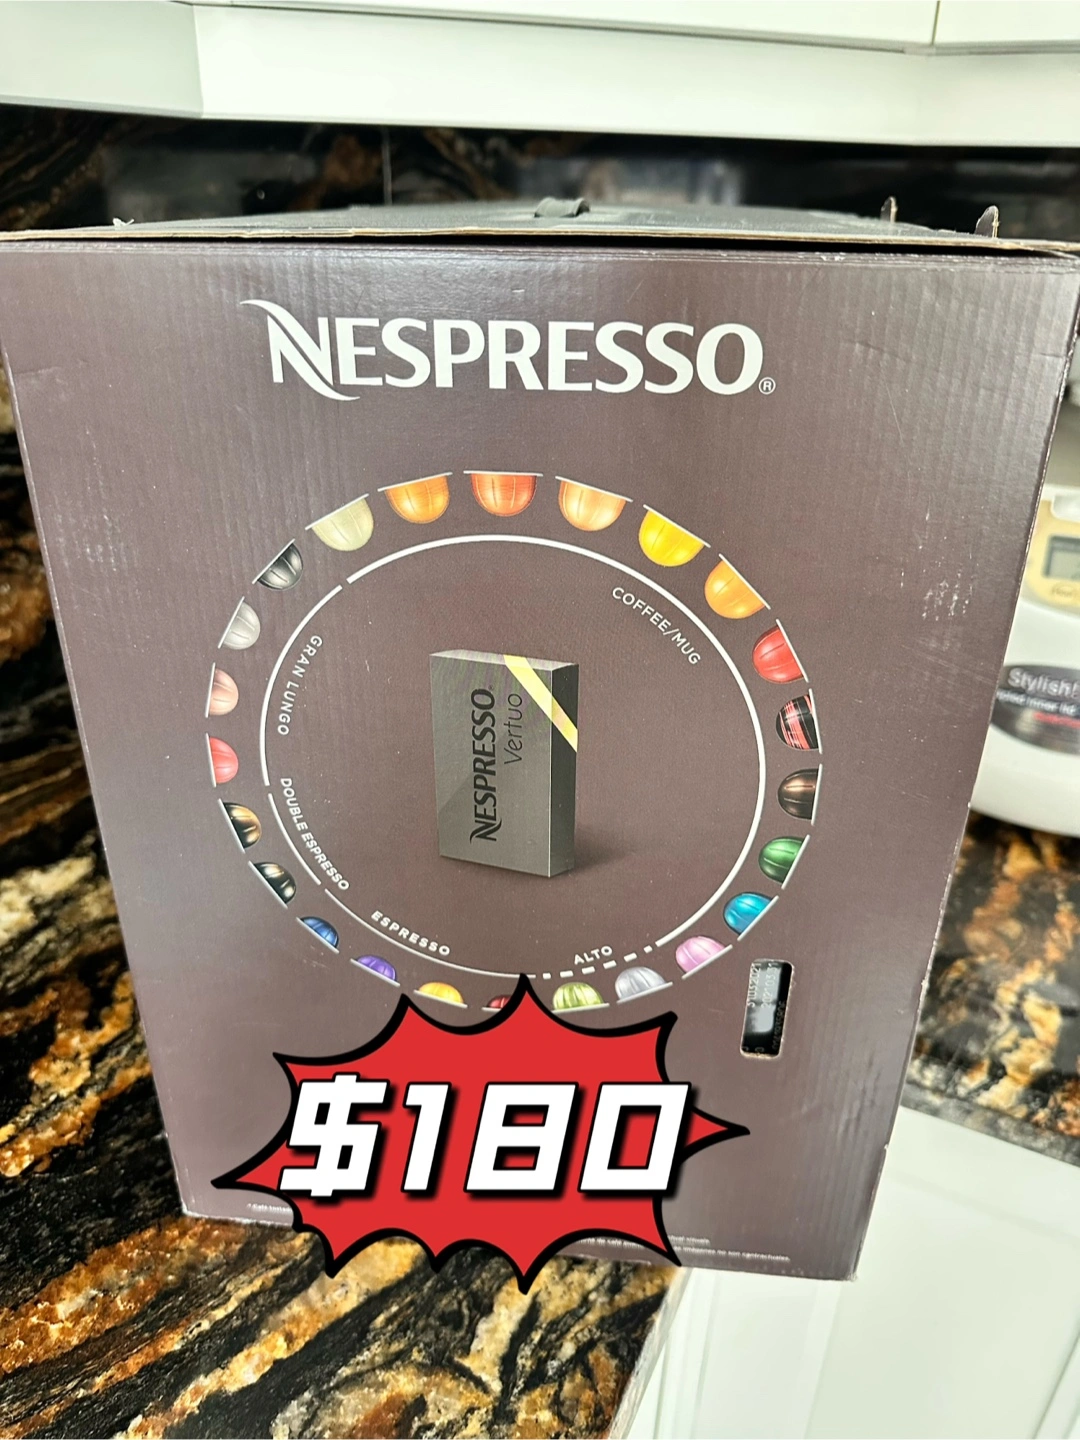 NESPRESSO®
COFFEE/MUG
GRAN LUNGO
DOUBLE ESPRESSO
ESPRESSO
ALTO
NESPRESSO
Vertuo
Stylish!
$180